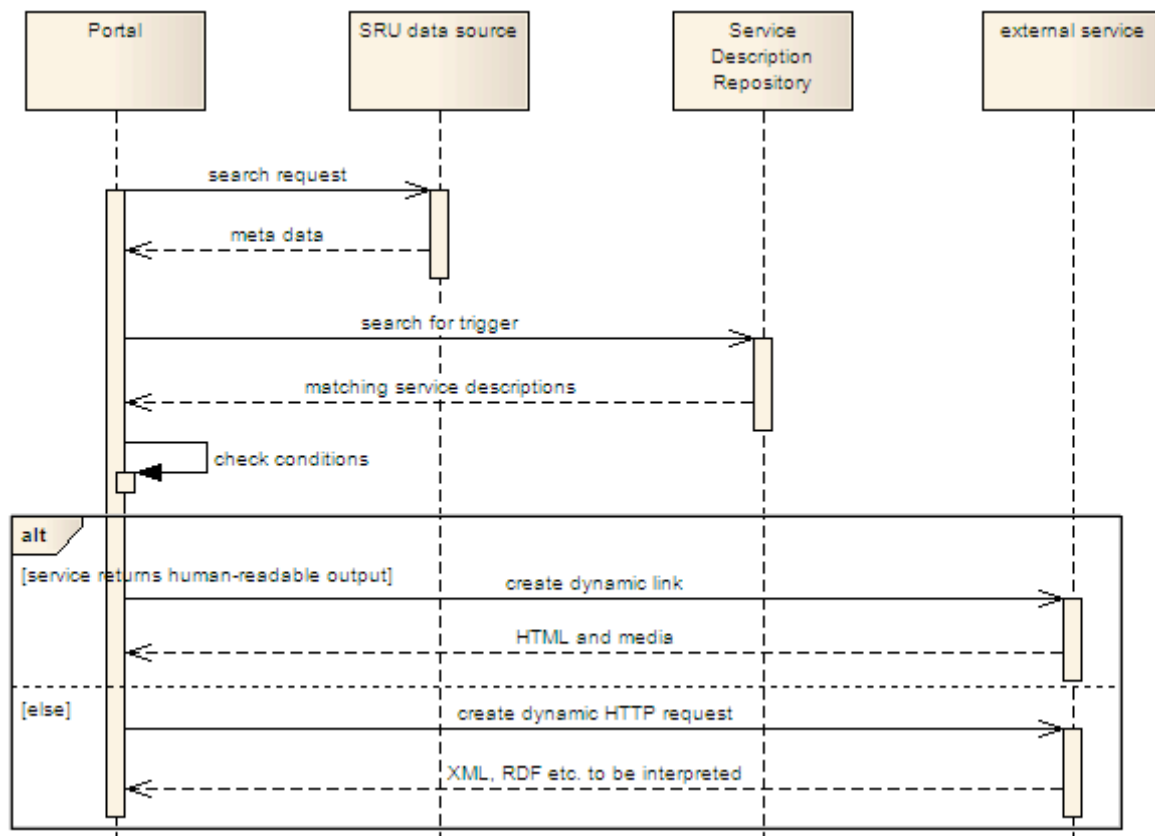 Portal
SRU data source
Service
Description
Repository
external service
search request
meta data
search for trigger
matching service descriptions
check conditions
alt
[service returns human-readable output]
create dynamic link
HTML and media
[else]
create dynamic HTTP request
XML, RDF etc. to be interpreted